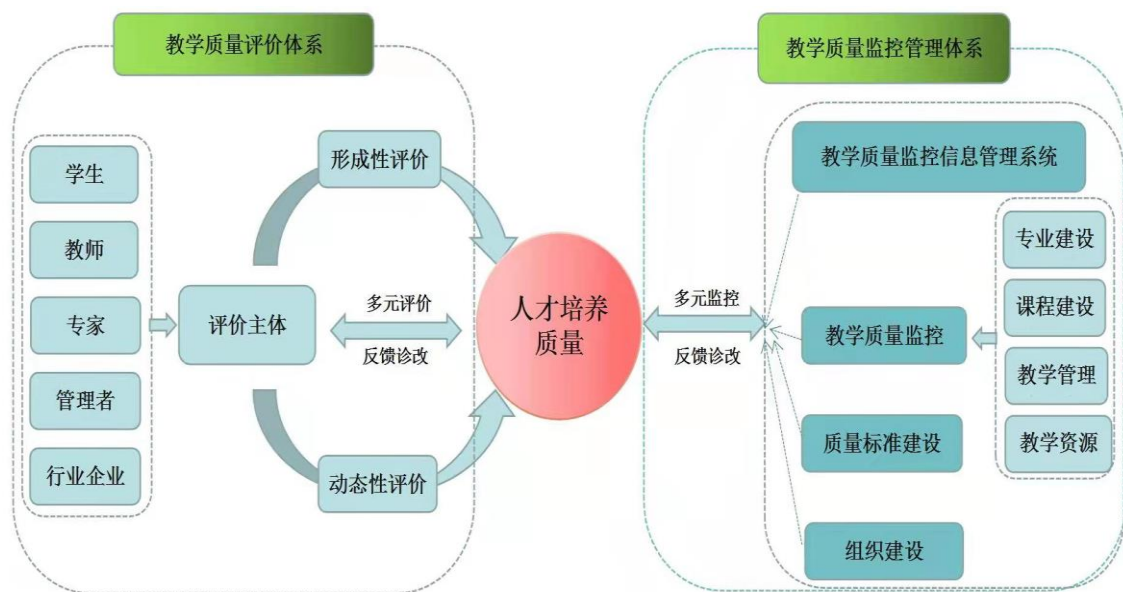 教学质量评价体系
教学质量监控管理体系
学生
教师
专家
管理者
行业企业
评价主体
形成性评价
多元评价
反馈诊改
动态性评价
人才培养
质量
多元监控
反馈诊改
教学质量监控信息管理系统
教学质量监控
质量标准建设
组织建设
专业建设
课程建设
教学管理
教学资源